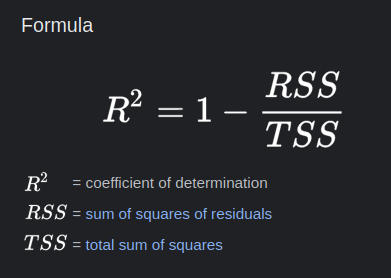 Formula
R² = 1 − RSS/TSS
R² = coefficient of determination
RSS = sum of squares of residuals
TSS = total sum of squares